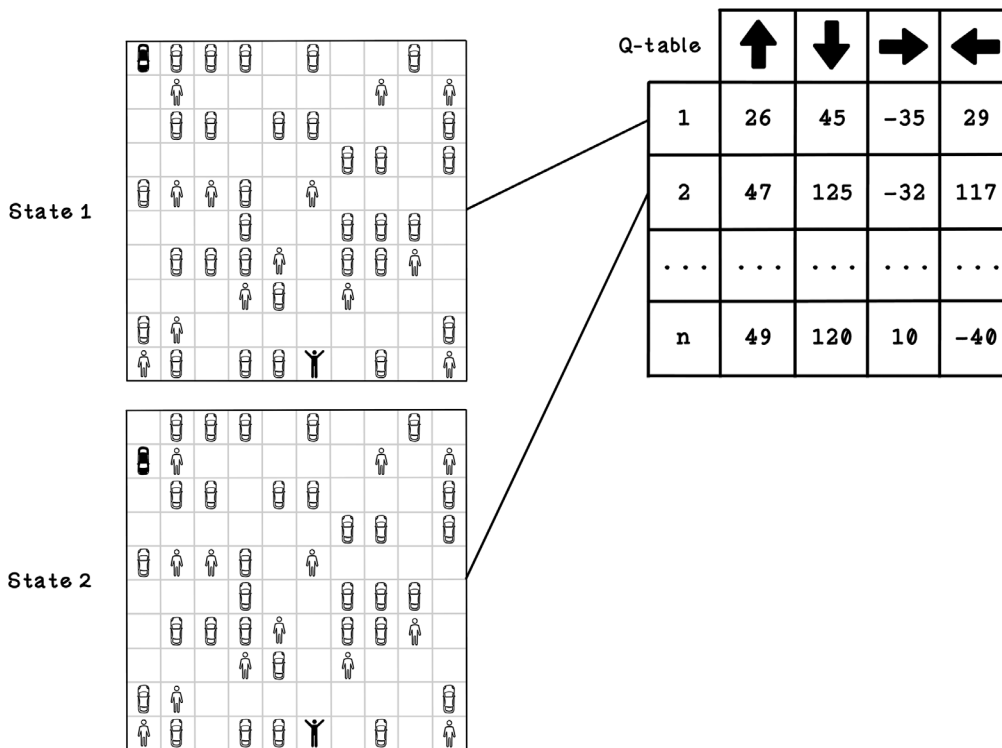 Q-table
1 26 45 -35 29
2 47 125 -32 117
... ... ... ... ...
n 49 120 10 -40
State 1
State 2